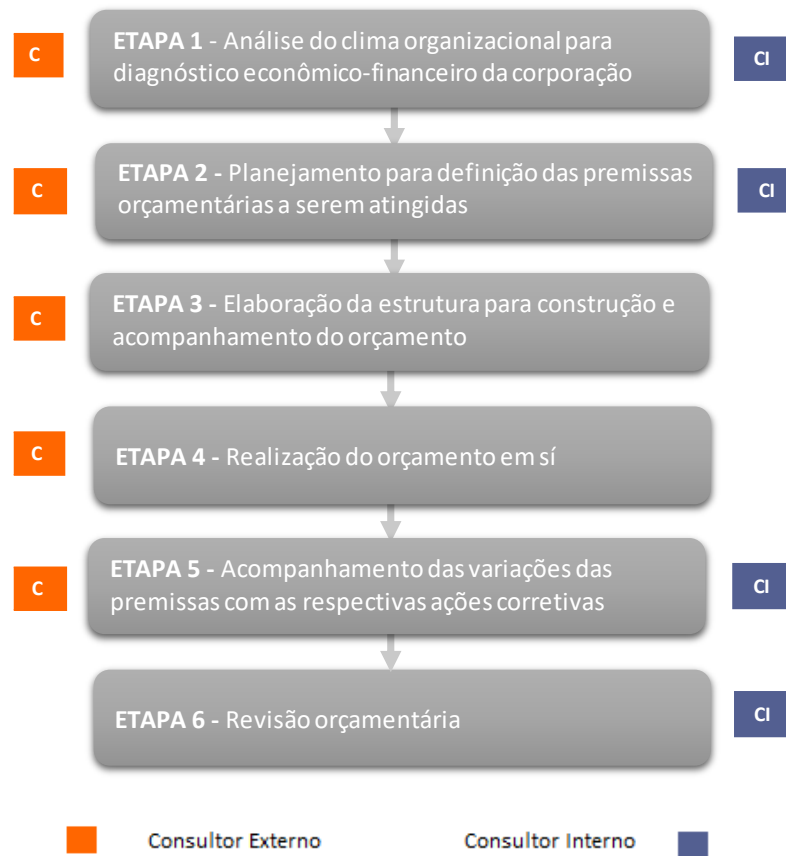 C
ETAPA 1 - Análise do clima organizacional para
diagnóstico econômico-financeiro da corporação
CI
C
ETAPA 2 - Planejamento para definição das premissas
orçamentárias a serem atingidas
CI
C
ETAPA 3 - Elaboração da estrutura para construção e
acompanhamento do orçamento
C
ETAPA 4 - Realização do orçamento em sí
C
ETAPA 5 - Acompanhamento das variações das
premissas com as respectivas ações corretivas
CI
ETAPA 6 - Revisão orçamentária
CI
Consultor Externo
Consultor Interno